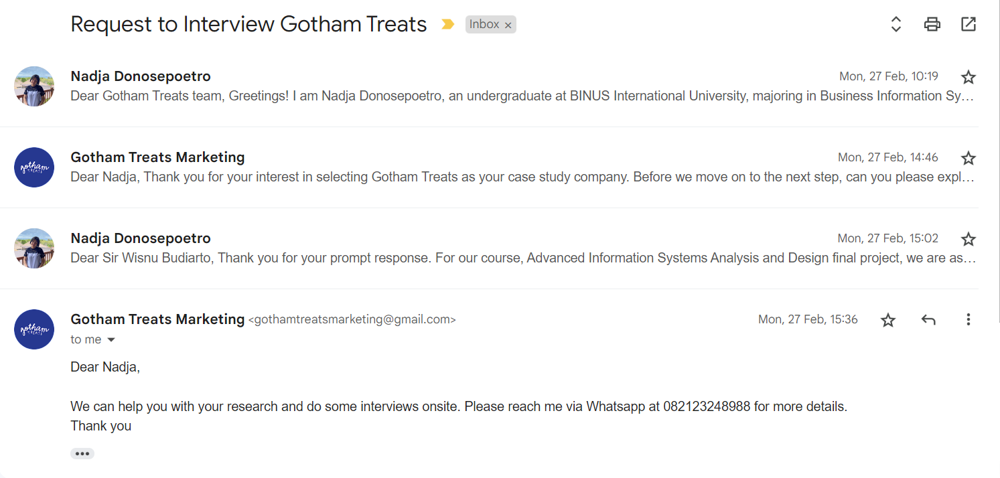 Request to Interview Gotham Treats
Inbox ×
Nadja Donosepoetro
Mon, 27 Feb, 10:19
Dear Gotham Treats team, Greetings! I am Nadja Donosepoetro, an undergraduate at BINUS International University, majoring in Business Information Sy…
gotham
TREATS
Gotham Treats Marketing
Mon, 27 Feb, 14:46
Dear Nadja, Thank you for your interest in selecting Gotham Treats as your case study company. Before we move on to the next step, can you please expl…
Nadja Donosepoetro
Mon, 27 Feb, 15:02
Dear Sir Wisnu Budiarto, Thank you for your prompt response. For our course, Advanced Information Systems Analysis and Design final project, we are as…
gotham
TREATS
Gotham Treats Marketing <gothamtreatsmarketing@gmail.com>
Mon, 27 Feb, 15:36
to me
Dear Nadja,
We can help you with your research and do some interviews onsite. Please reach me via Whatsapp at 082123248988 for more details.
Thank you